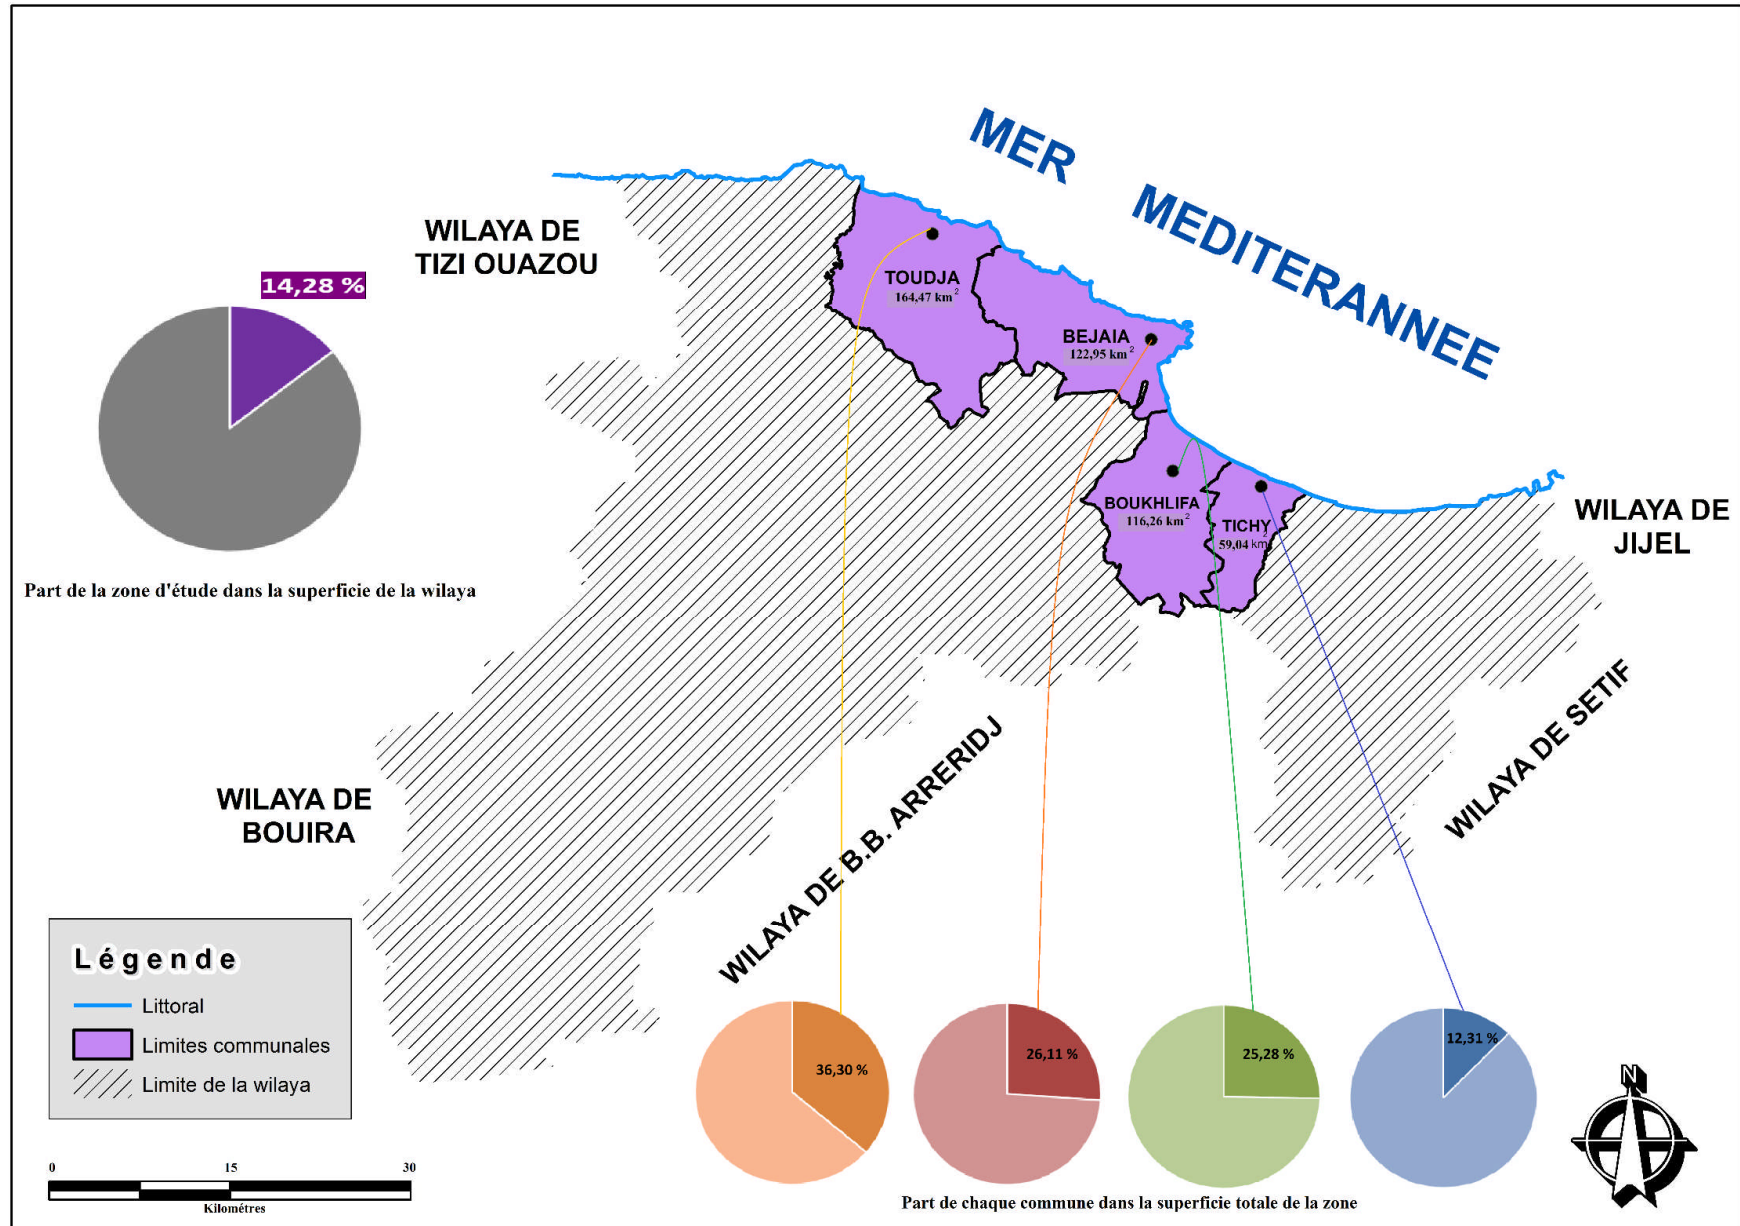 MER MEDITERANNEE
WILAYA DE
TIZI OUAZOU
14,28 %
TOUDJA
164,47 km²
BEJAIA
122,95 km²
BOUKHLIFA
116,26 km²
TICHY
59,04 km²
WILAYA DE
JIJEL
Part de la zone d'étude dans la superficie de la wilaya
WILAYA DE SETIF
WILAYA DE B.B. ARRERIDJ
WILAYA DE
BOUIRA
Légende
Littoral
Limites communales
Limite de la wilaya
0 15 30
Kilométres
36,30 %
26,11 %
25,28 %
12,31 %
Part de chaque commune dans la superficie totale de la zone
N